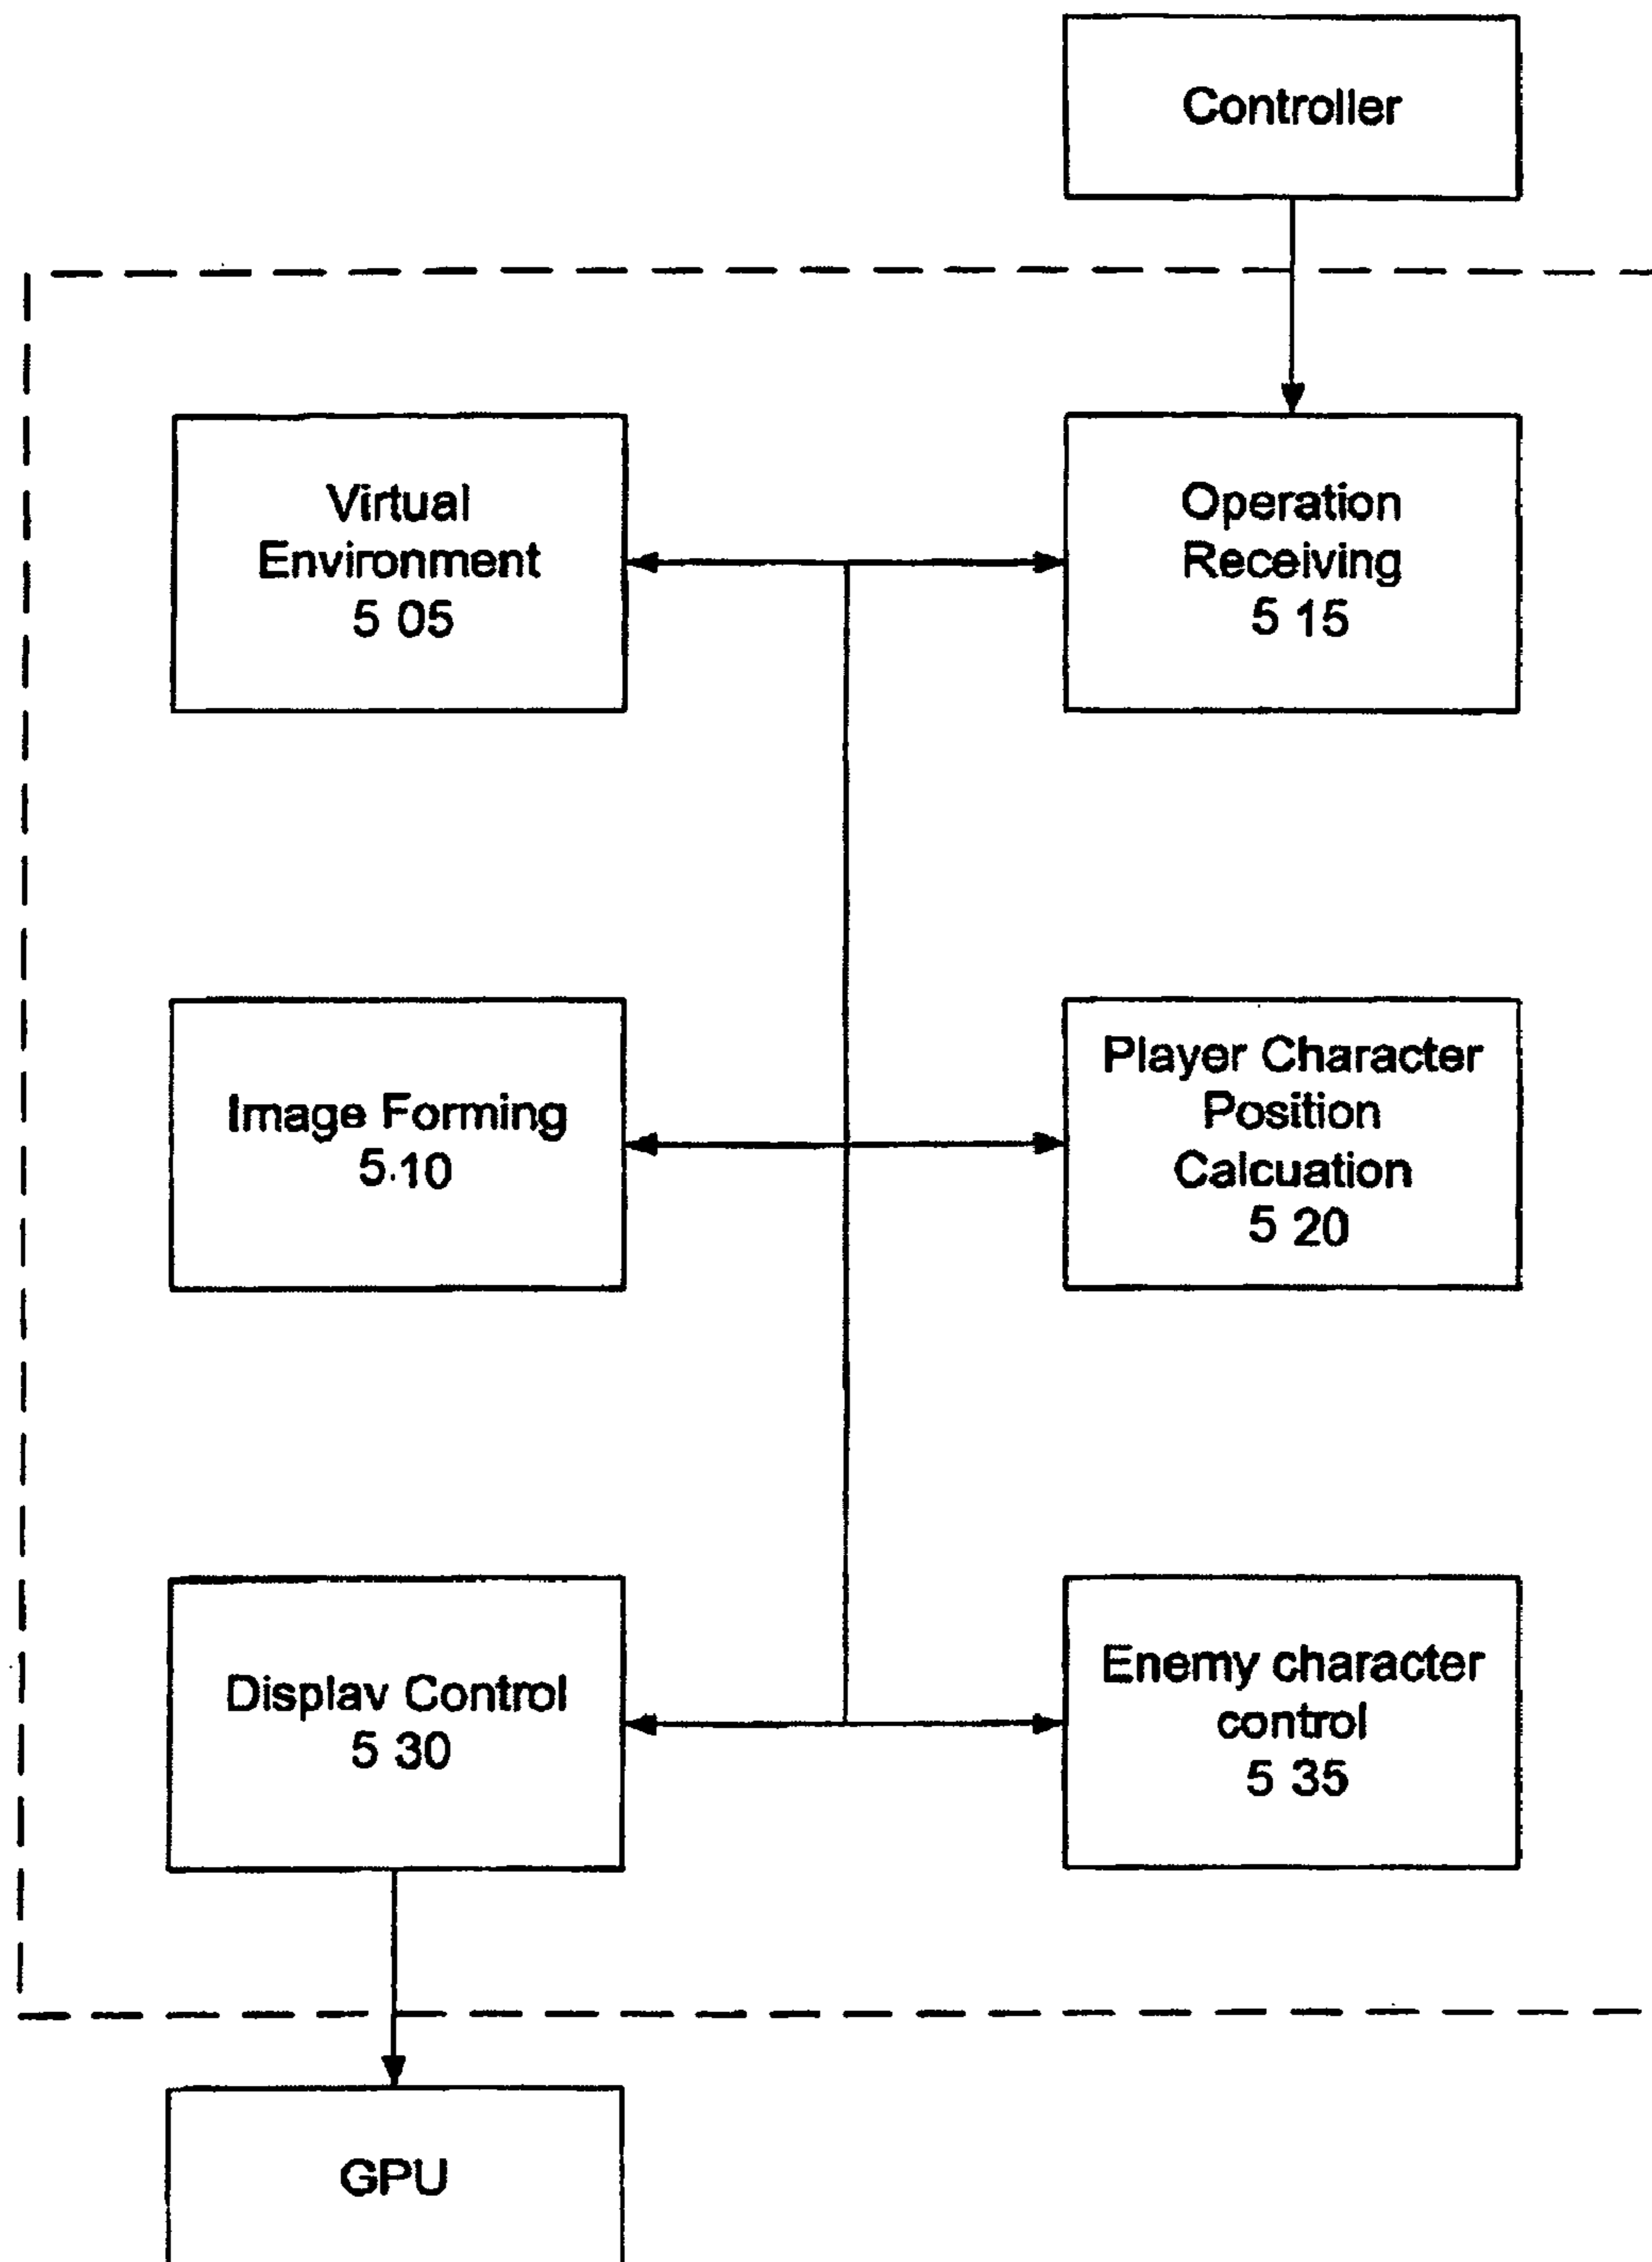 Controller
Virtual
Environment
5 05
Operation
Receiving
5 15
Image Forming
5.10
Player Character
Position
Calcuation
5 20
Display Control
5 30
Enemy character
control
5 35
GPU